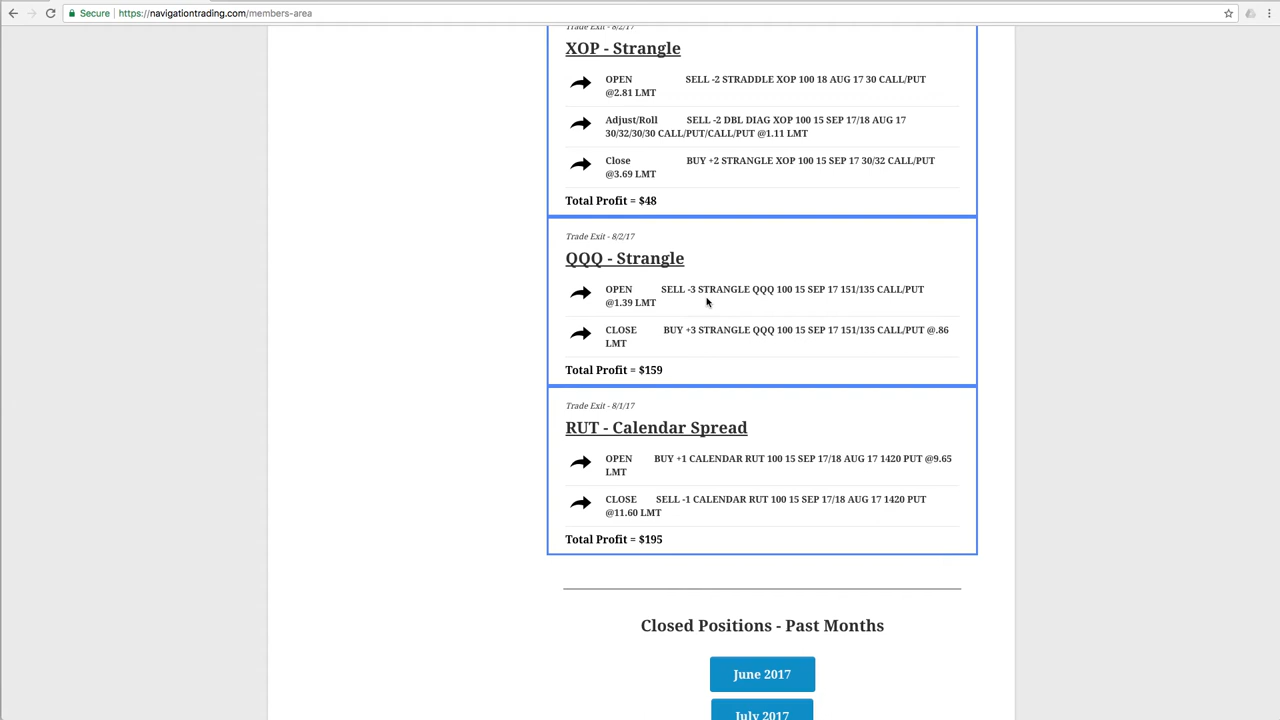 Secure https://navigationtrading.com/members-area
Trade Exit - 8/2/17
XOP - Strangle
OPEN SELL -2 STRADDLE XOP 100 18 AUG 17 30 CALL/PUT
@2.81 LMT
Adjust/Roll SELL -2 DBL DIAG XOP 100 15 SEP 17/18 AUG 17
30/32/30/30 CALL/PUT/CALL/PUT @1.11 LMT
Close BUY +2 STRANGLE XOP 100 15 SEP 17 30/32 CALL/PUT
@3.69 LMT
Total Profit = $48
Trade Exit - 8/2/17
QQQ - Strangle
OPEN SELL -3 STRANGLE QQQ 100 15 SEP 17 151/135 CALL/PUT
@1.39 LMT
CLOSE BUY +3 STRANGLE QQQ 100 15 SEP 17 151/135 CALL/PUT @.86
LMT
Total Profit = $159
Trade Exit - 8/1/17
RUT - Calendar Spread
OPEN BUY +1 CALENDAR RUT 100 15 SEP 17/18 AUG 17 1420 PUT @9.65
LMT
CLOSE SELL -1 CALENDAR RUT 100 15 SEP 17/18 AUG 17 1420 PUT
@11.60 LMT
Total Profit = $195
Closed Positions - Past Months
June 2017
July 2017